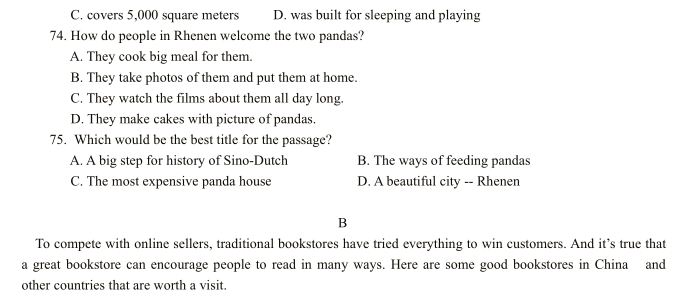 C. covers 5,000 square meters D. was built for sleeping and playing
74. How do people in Rhenen welcome the two pandas?
A. They cook big meal for them.
B. They take photos of them and put them at home.
C. They watch the films about them all day long.
D. They make cakes with picture of pandas.
75. Which would be the best title for the passage?
A. A big step for history of Sino-Dutch B. The ways of feeding pandas
C. The most expensive panda house D. A beautiful city -- Rhenen
B
To compete with online sellers, traditional bookstores have tried everything to win customers. And it's true that
a great bookstore can encourage people to read in many ways. Here are some good bookstores in China and
other countries that are worth a visit.